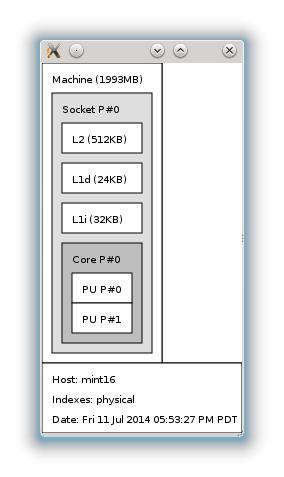 Machine (1993MB)
Socket P#0
L2 (512KB)
L1d (24KB)
L1i (32KB)
Core P#0
PU P#0
PU P#1
Host: mint16
Indexes: physical
Date: Fri 11 Jul 2014 05:53:27 PM PDT